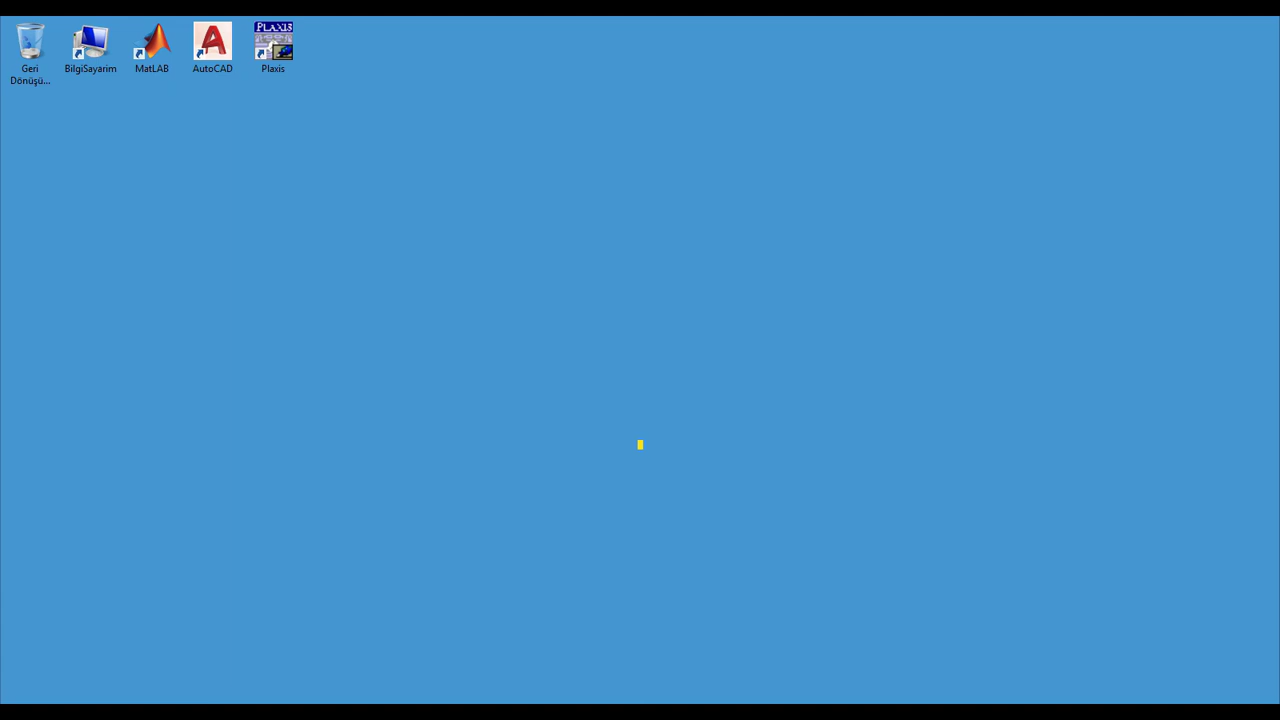 PLAXIS
Geri
Dönüşü...
BilgiSayarim
MatLAB
AutoCAD
Plaxis